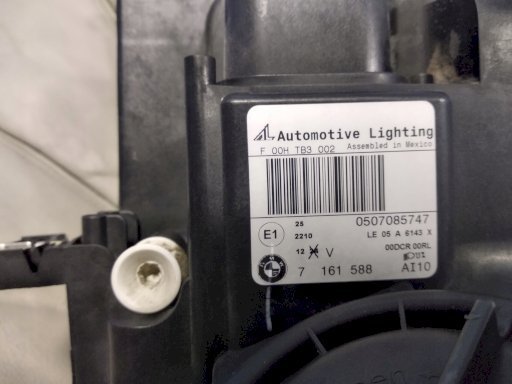 AL Automotive Lighting
F 00H TB3 002 Assembled in Mexico
0507085747
E1 25
2210
LE 05 A 6143 X
12 V
00DCR 00RL
7 161 588 AI10